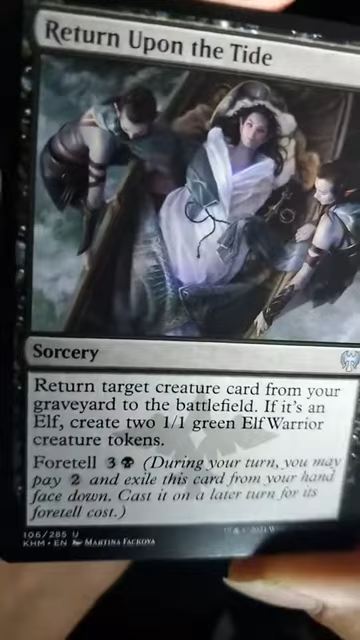 Return Upon the Tide
Sorcery
Return target creature card from your
graveyard to the battlefield. If it's an
Elf, create two 1/1 green Elf Warrior
creature tokens.
Foretell 3 (During your turn, you may
pay 2 and exile this card from your hand
face down. Cast it on a later turn for its
foretell cost.)
106/285 U
KHM • EN Martina Fačková